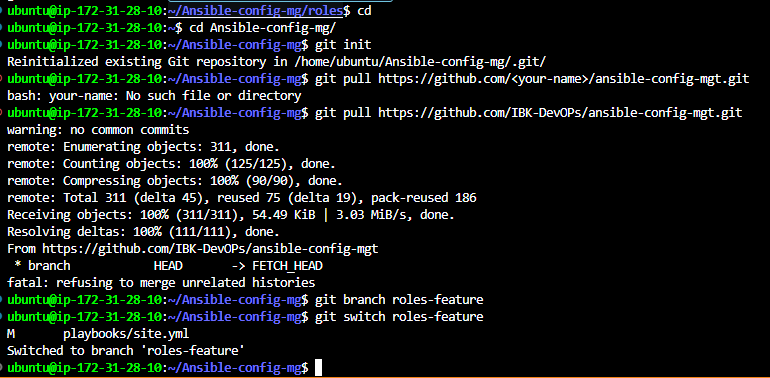 ubuntu@ip-172-31-28-10:~/Ansible-config-mg/roles$ cd
ubuntu@ip-172-31-28-10:~$ cd Ansible-config-mg/
ubuntu@ip-172-31-28-10:~/Ansible-config-mg$ git init
Reinitialized existing Git repository in /home/ubuntu/Ansible-config-mg/.git/
ubuntu@ip-172-31-28-10:~/Ansible-config-mg$ git pull https://github.com/<your-name>/ansible-config-mgt.git
bash: your-name: No such file or directory
ubuntu@ip-172-31-28-10:~/Ansible-config-mg$ git pull https://github.com/IBK-DevOPs/ansible-config-mgt.git
warning: no common commits
remote: Enumerating objects: 311, done.
remote: Counting objects: 100% (125/125), done.
remote: Compressing objects: 100% (90/90), done.
remote: Total 311 (delta 45), reused 75 (delta 19), pack-reused 186
Receiving objects: 100% (311/311), 54.49 KiB | 3.03 MiB/s, done.
Resolving deltas: 100% (111/111), done.
From https://github.com/IBK-DevOPs/ansible-config-mgt
 * branch            HEAD       -> FETCH_HEAD
fatal: refusing to merge unrelated histories
ubuntu@ip-172-31-28-10:~/Ansible-config-mg$ git branch roles-feature
ubuntu@ip-172-31-28-10:~/Ansible-config-mg$ git switch roles-feature
M       playbooks/site.yml
Switched to branch 'roles-feature'
ubuntu@ip-172-31-28-10:~/Ansible-config-mg$